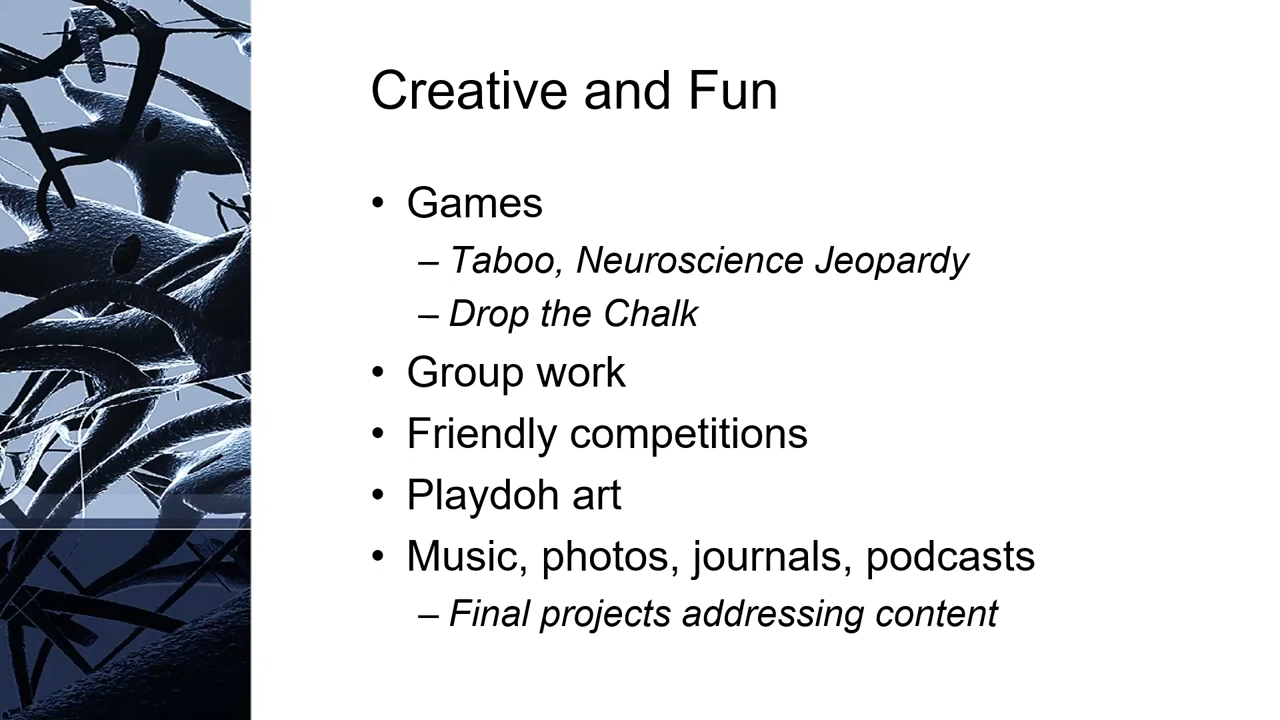 Creative and Fun
• Games
– Taboo, Neuroscience Jeopardy
– Drop the Chalk
• Group work
• Friendly competitions
• Playdoh art
• Music, photos, journals, podcasts
– Final projects addressing content